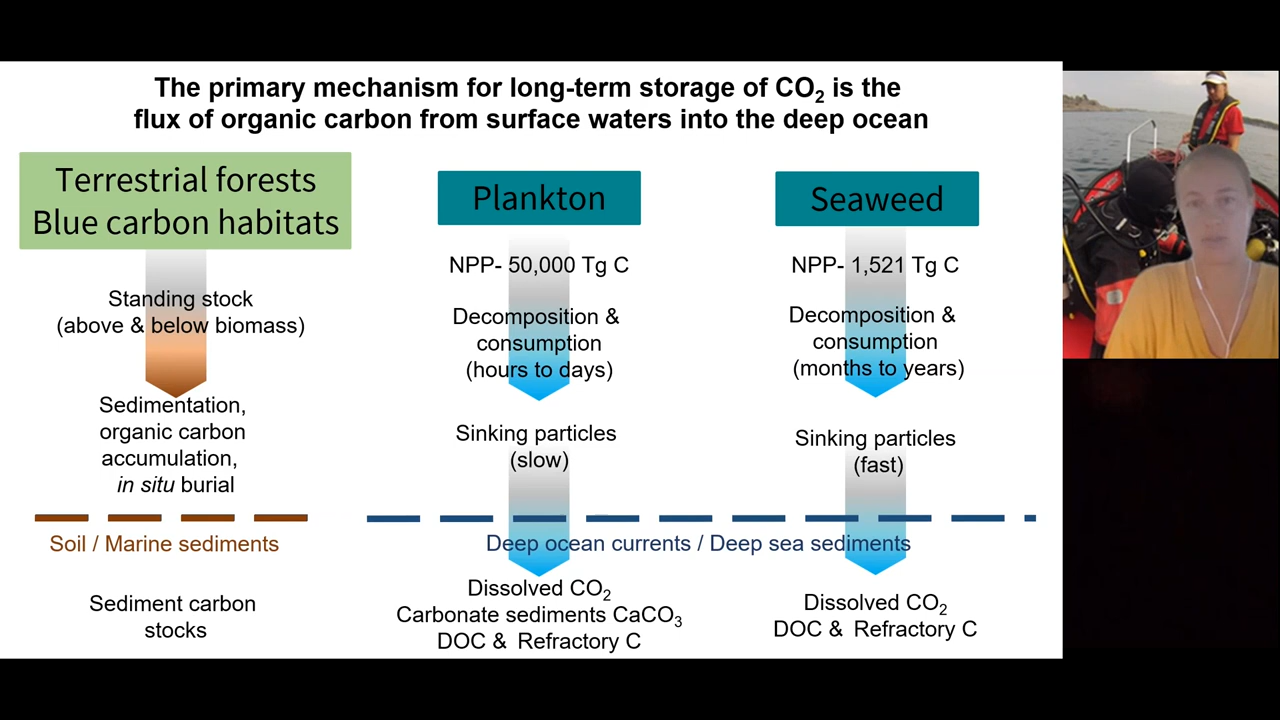 The primary mechanism for long-term storage of CO₂ is the
flux of organic carbon from surface waters into the deep ocean
Terrestrial forests
Blue carbon habitats
Standing stock
(above & below biomass)
Sedimentation,
organic carbon
accumulation,
in situ burial
Soil / Marine sediments
Sediment carbon
stocks
Plankton
NPP- 50,000 Tg C
Decomposition &
consumption
(hours to days)
Sinking particles
(slow)
Seaweed
NPP- 1,521 Tg C
Decomposition &
consumption
(months to years)
Sinking particles
(fast)
Deep ocean currents / Deep sea sediments
Dissolved CO₂
Carbonate sediments CaCO₃
DOC & Refractory C
Dissolved CO₂
DOC & Refractory C